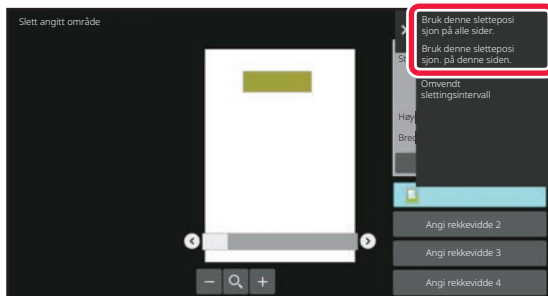 Slett angitt område
Bruk denne sletteposi
sjon på alle sider.
Bruk denne sletteposi
sjon. på denne siden.
St
Omvendt
slettingsintervall
Høy
Bred
Angi rekkevidde 2
Angi rekkevidde 3
Angi rekkevidde 4